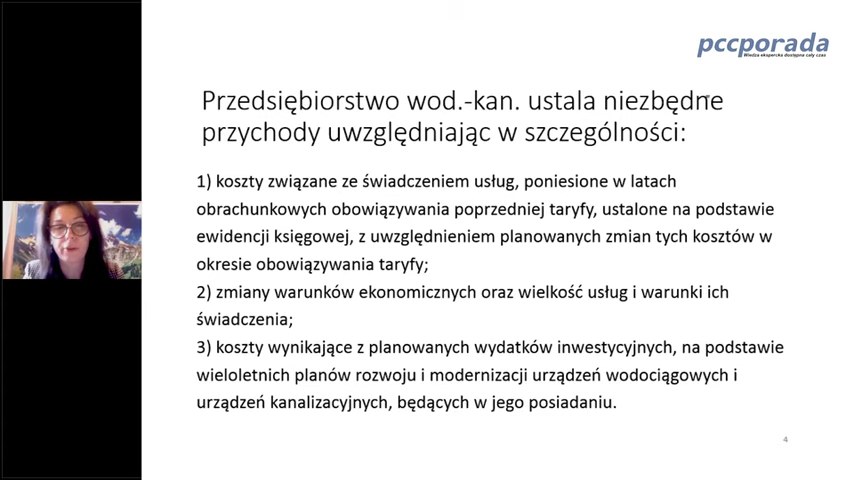 pccporada
Wiedza ekspercka dostępna cały czas
Przedsiębiorstwo wod.-kan. ustala niezbędne
przychody uwzględniając w szczególności:
1) koszty związane ze świadczeniem usług, poniesione w latach
obrachunkowych obowiązywania poprzedniej taryfy, ustalone na podstawie
ewidencji księgowej, z uwzględnieniem planowanych zmian tych kosztów w
okresie obowiązywania taryfy;
2) zmiany warunków ekonomicznych oraz wielkość usług i warunki ich
świadczenia;
3) koszty wynikające z planowanych wydatków inwestycyjnych, na podstawie
wieloletnich planów rozwoju i modernizacji urządzeń wodociągowych i
urządzeń kanalizacyjnych, będących w jego posiadaniu.
4